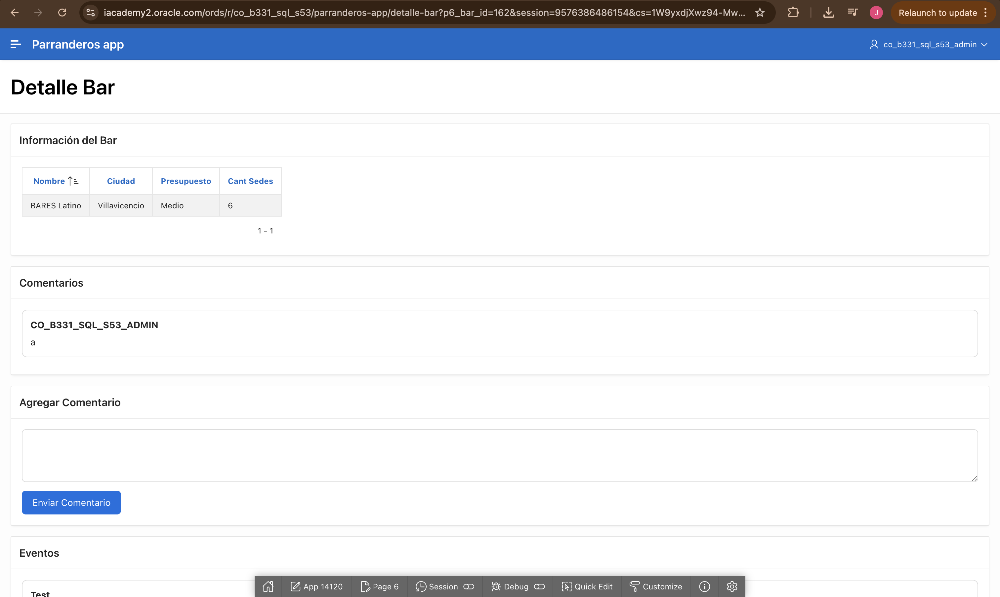 iacademy2.oracle.com/ords/r/co_b331_sql_s53/parranderos-app/detalle-bar?p6_bar_id=162&session=9576386486154&cs=1W9yxdjXwz94-Mw...
J
Relaunch to update
Parranderos app
co_b331_sql_s53_admin
Detalle Bar
Información del Bar
Nombre Ciudad Presupuesto Cant Sedes
BARES Latino Villavicencio Medio 6
1 - 1
Comentarios
CO_B331_SQL_S53_ADMIN
a
Agregar Comentario
Enviar Comentario
Eventos
Test
App 14120 Page 6 Session Debug Quick Edit Customize